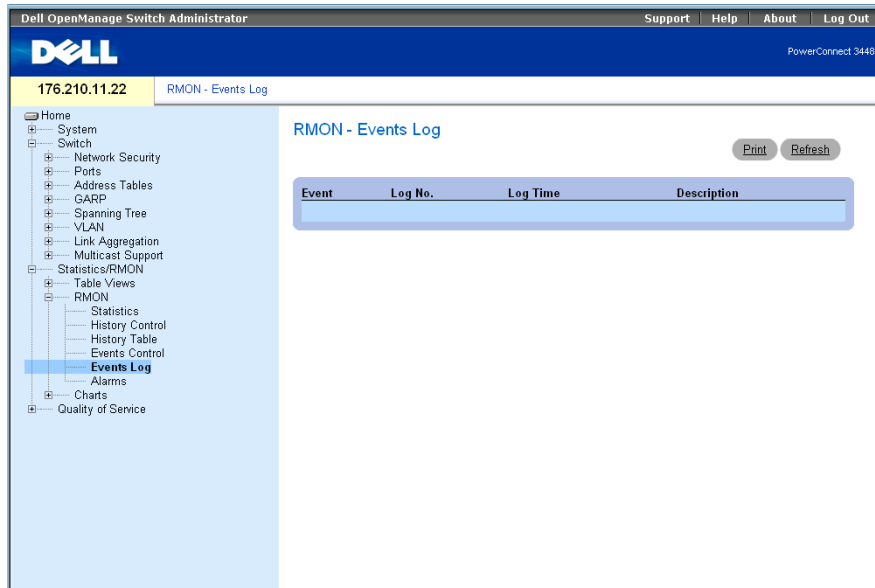 Dell OpenManage Switch Administrator Support Help About Log Out
DELL
PowerConnect 3448
176.210.11.22 RMON - Events Log
Home
System
Switch
Network Security
Ports
Address Tables
GARP
Spanning Tree
VLAN
Link Aggregation
Multicast Support
Statistics/RMON
Table Views
RMON
Statistics
History Control
History Table
Events Control
Events Log
Alarms
Charts
Quality of Service
RMON - Events Log
Print Refresh
Event Log No. Log Time Description